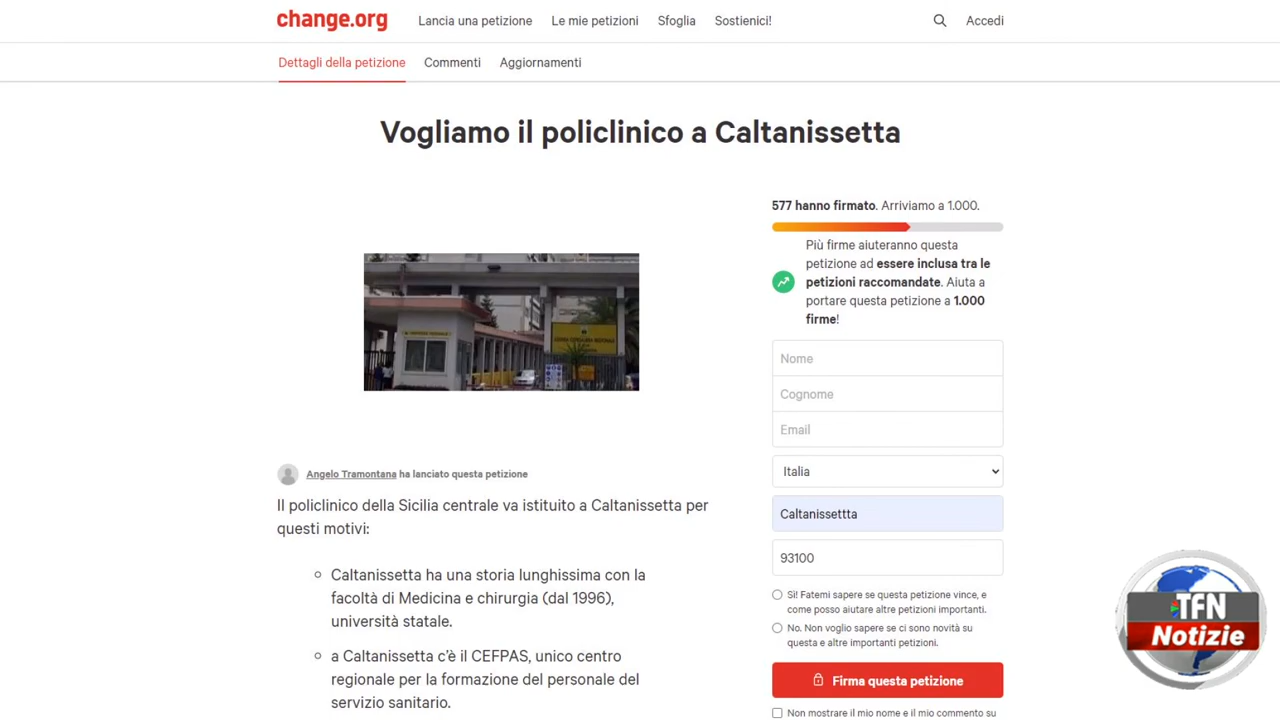 change.org
Lancia una petizione
Le mie petizioni
Sfoglia
Sostienici!
Accedi
Dettagli della petizione
Commenti
Aggiornamenti
Vogliamo il policlinico a Caltanissetta
577 hanno firmato. Arriviamo a 1.000.
Più firme aiuteranno questa
petizione ad essere inclusa tra le
petizioni raccomandate. Aiuta a
portare questa petizione a 1.000
firme!
Nome
Cognome
Email
Italia
Caltanissettta
93100
Sì! Fatemi sapere se questa petizione vince, e
come posso aiutare altre petizioni importanti.
No. Non voglio sapere se ci sono novità su
questa e altre importanti petizioni.
Firma questa petizione
Non mostrare il mio nome e il mio commento su
Angelo Tramontana ha lanciato questa petizione
Il policlinico della Sicilia centrale va istituito a Caltanissetta per
questi motivi:
Caltanissetta ha una storia lunghissima con la
facoltà di Medicina e chirurgia (dal 1996),
università statale.
a Caltanissetta c'è il CEFPAS, unico centro
regionale per la formazione del personale del
servizio sanitario.
TFN
Notizie